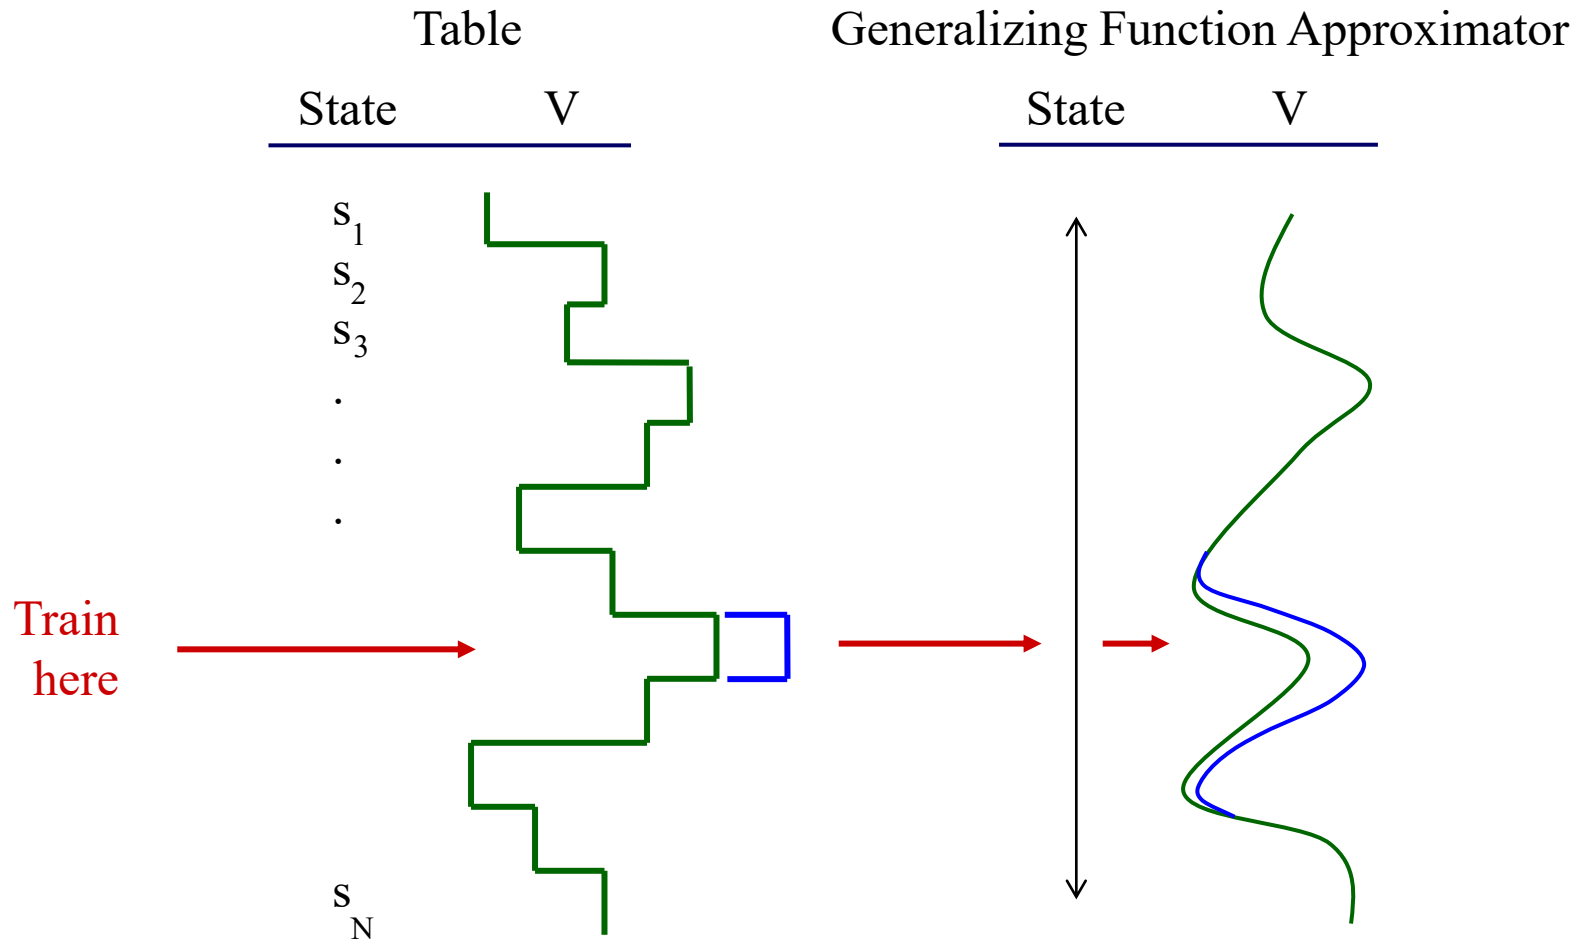 Table
Generalizing Function Approximator
State V
State V
s1
s2
s3
.
.
.
Train
here
sN